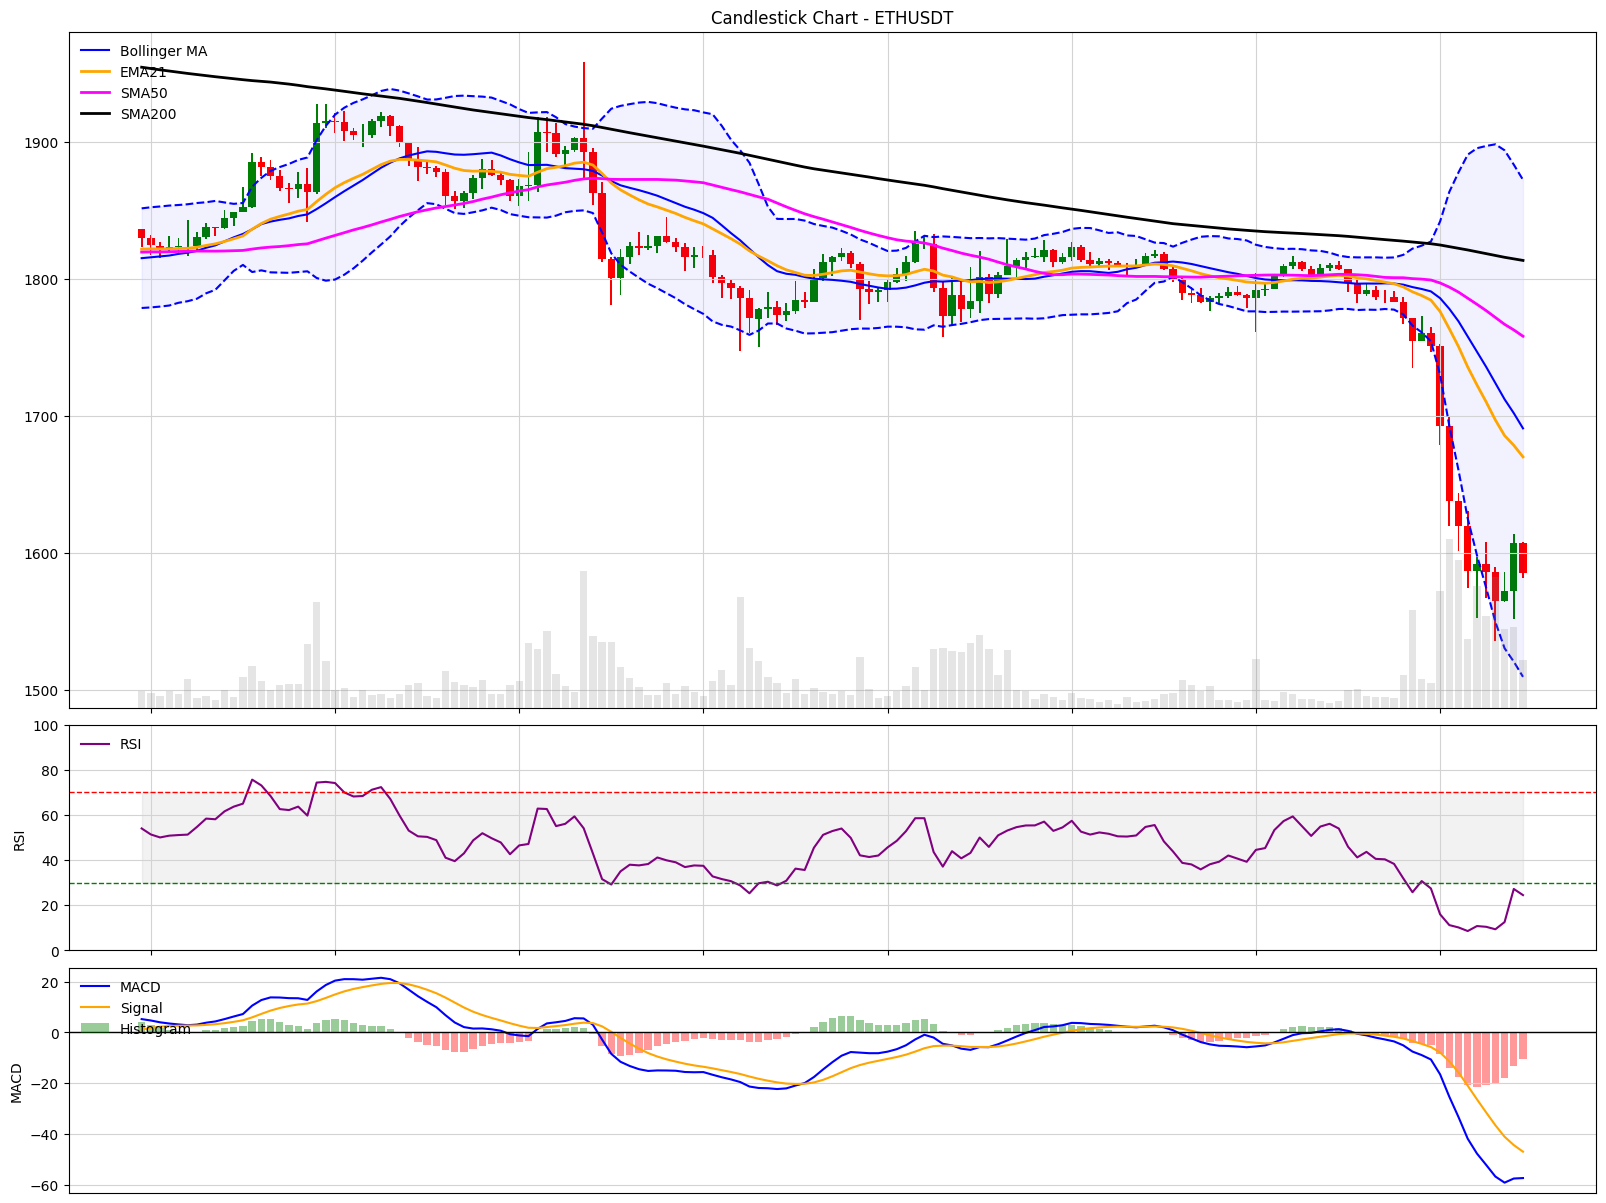 Candlestick Chart - ETHUSDT
Bollinger MA
EMA21
SMA50
SMA200
1900
1800
1700
1600
1500
100
RSI
80
60
RSI
40
20
0
20
MACD
Signal
0
Histogram
−20
MACD
−40
−60